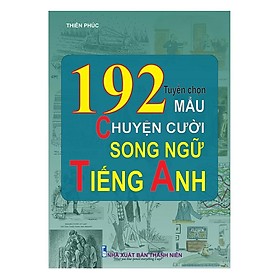 THIÊN PHÚC
Tuyển chọn
192 MẪU
CHUYỆN CƯỜI
SONG NGỮ
TIẾNG ANH
NHÀ XUẤT BẢN THANH NIÊN